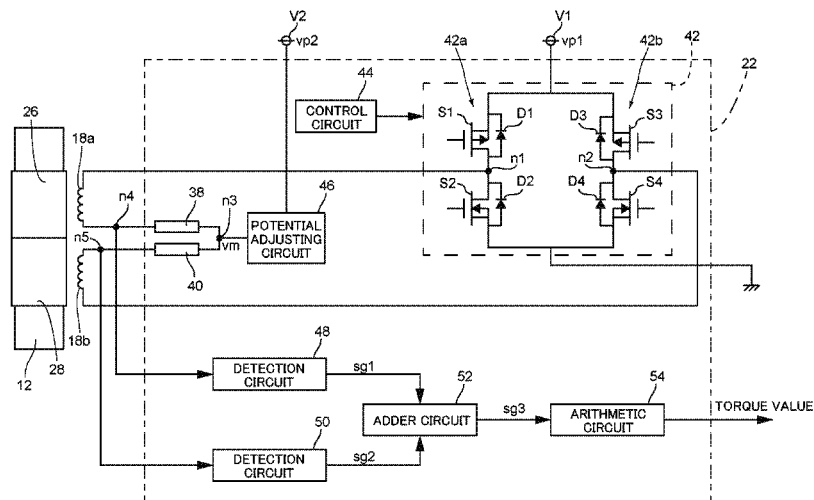 V2
V1
vp2
vp1
42
42a
42b
22
44
CONTROL
CIRCUIT
S1
D1
D3
S3
26
18a
n1
n2
n4
38
n3
46
S2
D2
D4
S4
n5
POTENTIAL
ADJUSTING
CIRCUIT
vm
40
18b
12
28
48
DETECTION
CIRCUIT
sg1
52
54
ADDER CIRCUIT
sg3
ARITHMETIC
CIRCUIT
TORQUE VALUE
50
DETECTION
CIRCUIT
sg2